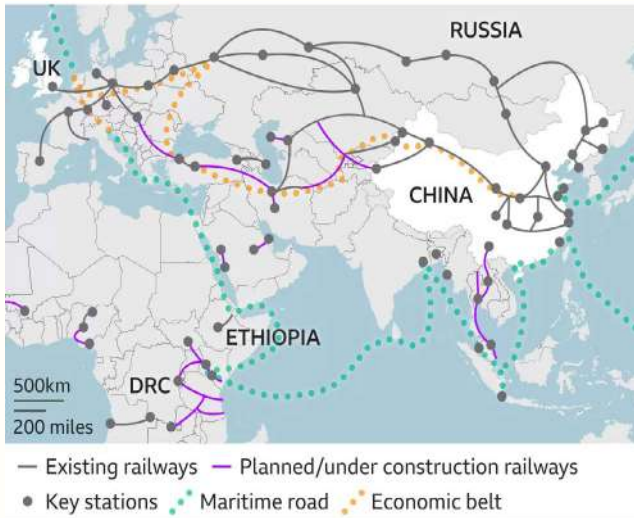 RUSSIA
UK
CHINA
ETHIOPIA
DRC
500km
200 miles
Existing railways Planned/under construction railways
Key stations Maritime road Economic belt